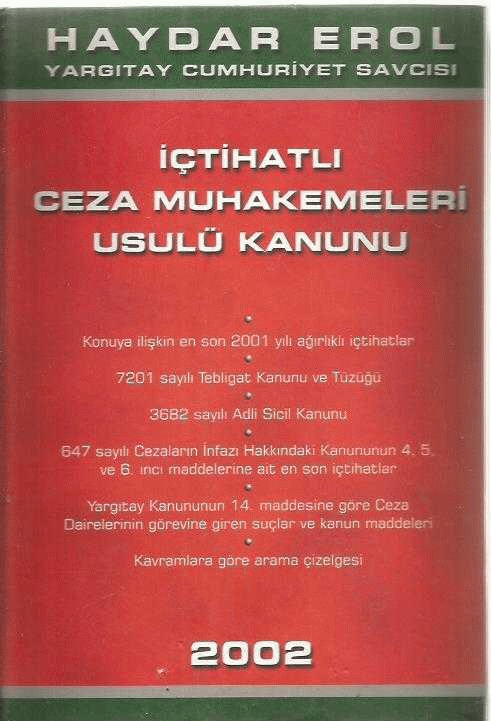 HAYDAR EROL
YARGITAY CUMHURİYET SAVCISI
İÇTİHATLI
CEZA MUHAKEMELERİ
USULÜ KANUNU
•
Konuya ilişkin en son 2001 yılı ağırlıklı içtihatlar
•
7201 sayılı Tebligat Kanunu ve Tüzüğü
•
3682 sayılı Adli Sicil Kanunu
•
647 sayılı Cezaların İnfazı Hakkındaki Kanununun 4. 5.
ve 6. ıncı maddelerine ait en son içtihatlar
•
Yargıtay Kanununun 14. maddesine göre Ceza
Dairelerinin görevine giren suçlar ve kanun maddeleri
•
Kavramlara göre arama çizelgesi
2002